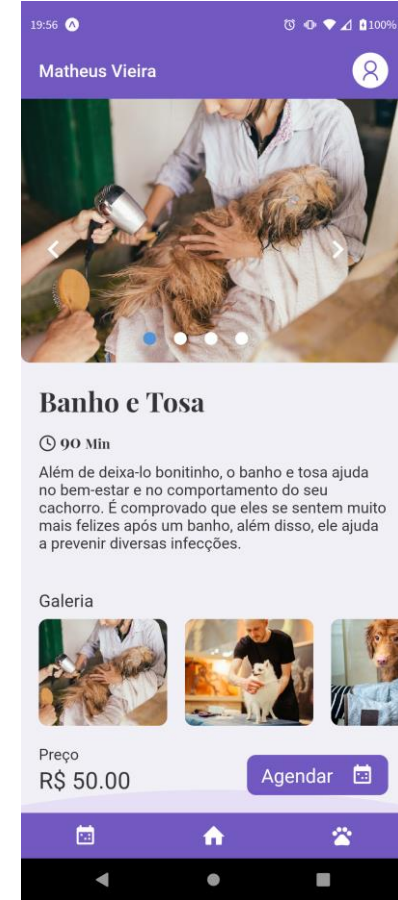 19:56
100%
Matheus Vieira
Banho e Tosa
90 Min
Além de deixa-lo bonitinho, o banho e tosa ajuda
no bem-estar e no comportamento do seu
cachorro. É comprovado que eles se sentem muito
mais felizes após um banho, além disso, ele ajuda
a prevenir diversas infecções.
Galeria
Preço
R$ 50.00
Agendar